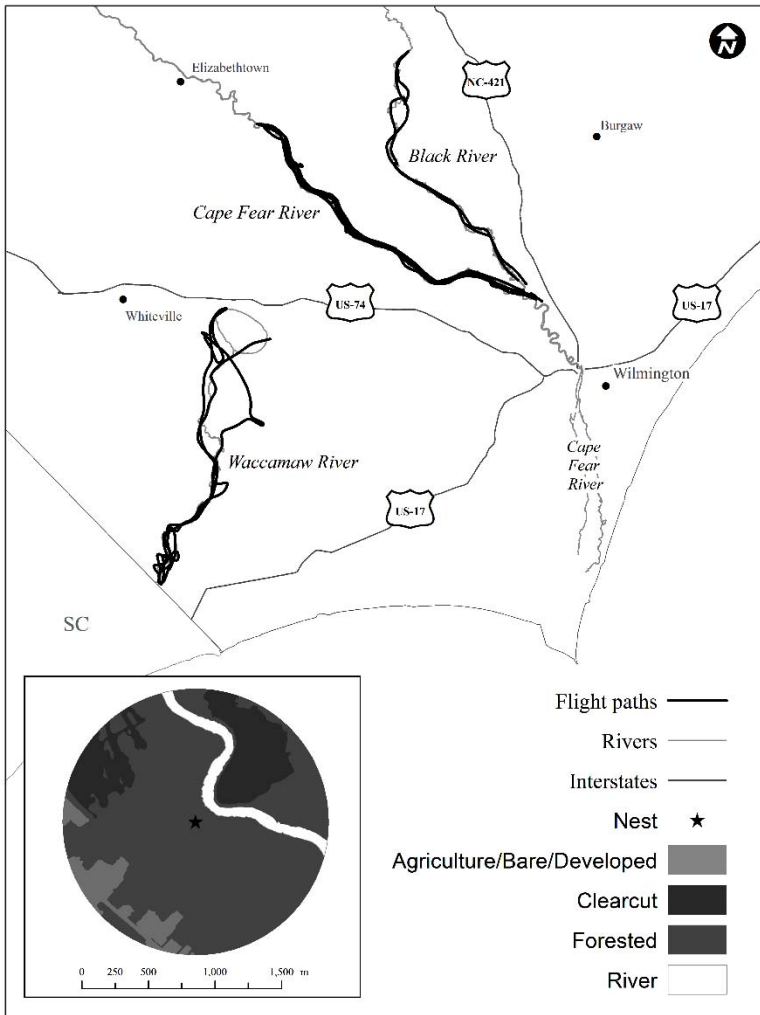 N
Elizabethtown
NC-421
Burgaw
Black River
Cape Fear River
US-74
US-17
Whiteville
Wilmington
Waccamaw River
Cape
Fear
River
US-17
SC
Flight paths
Rivers
Interstates
Nest
Agriculture/Bare/Developed
Clearcut
Forested
River
0 250 500 1,000 1,500 m